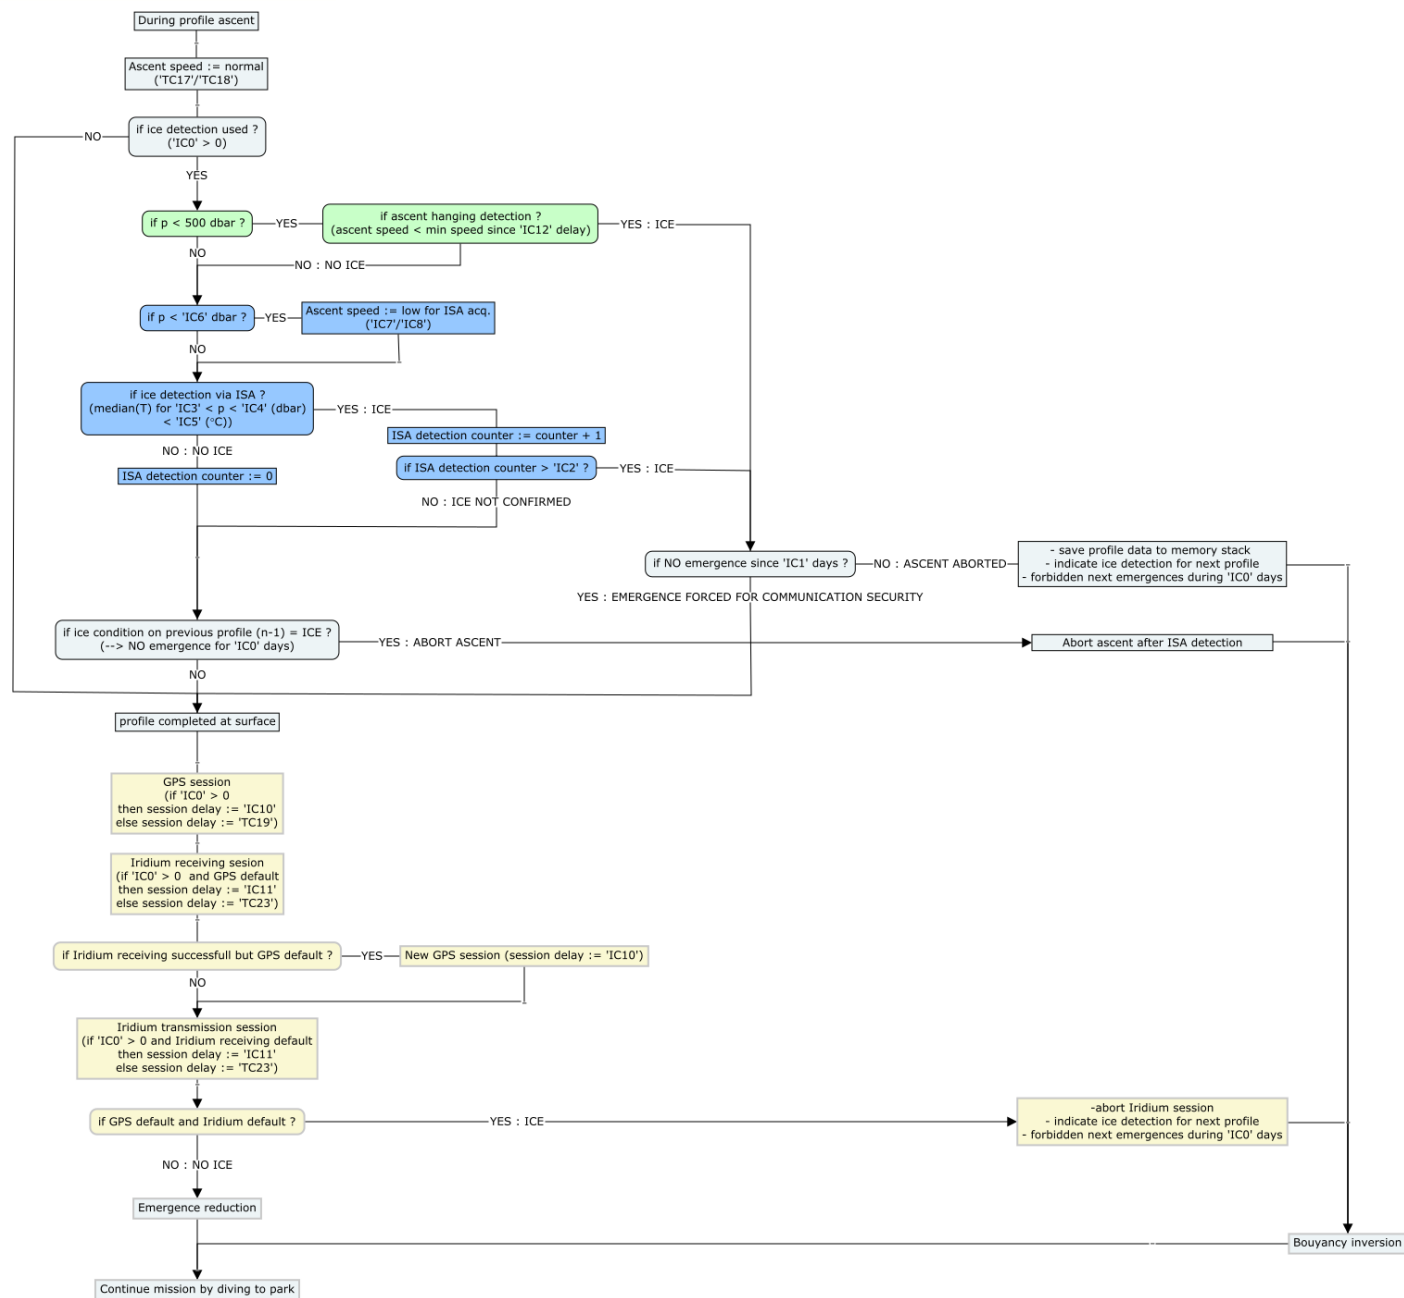 During profile ascent
Ascent speed := normal
('TC17'/'TC18')
if ice detection used ?
('IC0' > 0)
NO
YES
if p < 500 dbar ?
YES
if ascent hanging detection ?
(ascent speed < min speed since 'IC12' delay)
YES : ICE
NO
NO : NO ICE
if p < 'IC6' dbar ?
YES
Ascent speed := low for ISA acq.
('IC7'/'IC8')
NO
if ice detection via ISA ?
(median(T) for 'IC3' < p < 'IC4' (dbar)
< 'IC5' (°C))
YES : ICE
ISA detection counter := counter + 1
NO : NO ICE
ISA detection counter := 0
if ISA detection counter > 'IC2' ?
YES : ICE
NO : ICE NOT CONFIRMED
if NO emergence since 'IC1' days ?
NO : ASCENT ABORTED
- save profile data to memory stack
- indicate ice detection for next profile
- forbidden next emergences during 'IC0' days
YES : EMERGENCE FORCED FOR COMMUNICATION SECURITY
if ice condition on previous profile (n-1) = ICE ?
(--> NO emergence for 'IC0' days)
YES : ABORT ASCENT
Abort ascent after ISA detection
NO
profile completed at surface
GPS session
(if 'IC0' > 0
then session delay := 'IC10'
else session delay := 'TC19')
Iridium receiving sesion
(if 'IC0' > 0 and GPS default
then session delay := 'IC11'
else session delay := 'TC23')
if Iridium receiving successfull but GPS default ?
YES
New GPS session (session delay := 'IC10')
NO
Iridium transmission session
(if 'IC0' > 0 and Iridium receiving default
then session delay := 'IC11'
else session delay := 'TC23')
if GPS default and Iridium default ?
YES : ICE
-abort Iridium session
- indicate ice detection for next profile
- forbidden next emergences during 'IC0' days
NO : NO ICE
Emergence reduction
Bouyancy inversion
Continue mission by diving to park